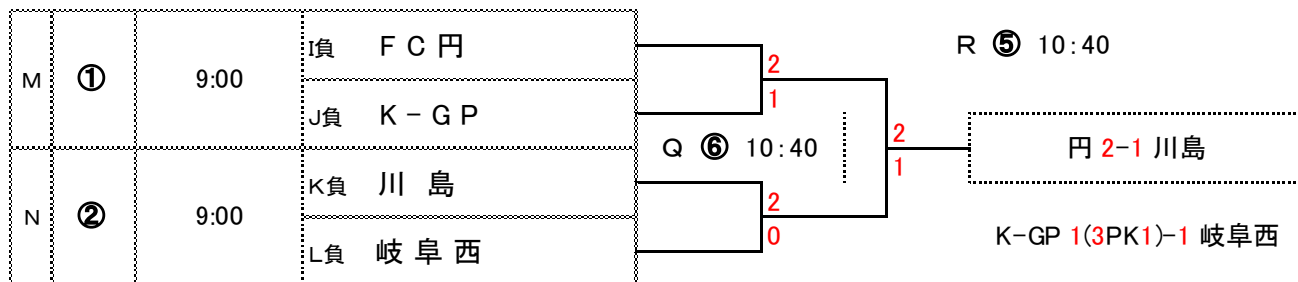 I負 FC円
M ① 9:00
J負 K-GP
K負 川島
N ② 9:00
L負 岐阜西
2
1
2
0
Q ⑥ 10:40
2
1
R ⑤ 10:40
円 2-1 川島
K-GP 1(3PK1)-1 岐阜西